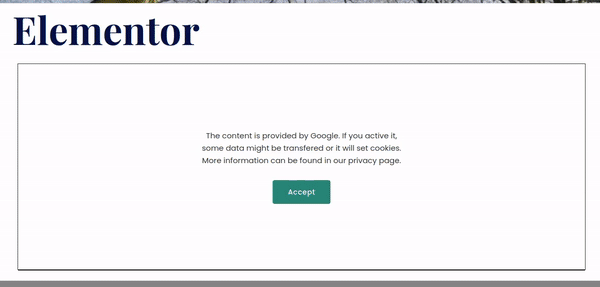 Elementor
The content is provided by Google. If you active it,
some data might be transfered or it will set cookies.
More information can be found in our privacy page.
Accept